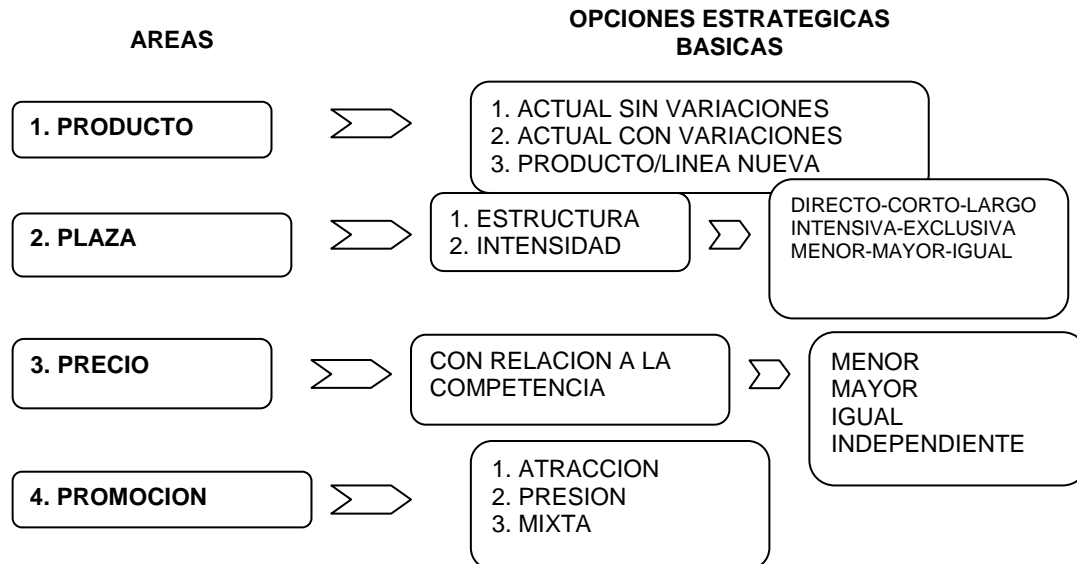 AREAS
OPCIONES ESTRATEGICAS
BASICAS
1. PRODUCTO
1. ACTUAL SIN VARIACIONES
2. ACTUAL CON VARIACIONES
3. PRODUCTO/LINEA NUEVA
2. PLAZA
1. ESTRUCTURA
2. INTENSIDAD
DIRECTO-CORTO-LARGO
INTENSIVA-EXCLUSIVA
MENOR-MAYOR-IGUAL
3. PRECIO
CON RELACION A LA
COMPETENCIA
MENOR
MAYOR
IGUAL
INDEPENDIENTE
4. PROMOCION
1. ATRACCION
2. PRESION
3. MIXTA